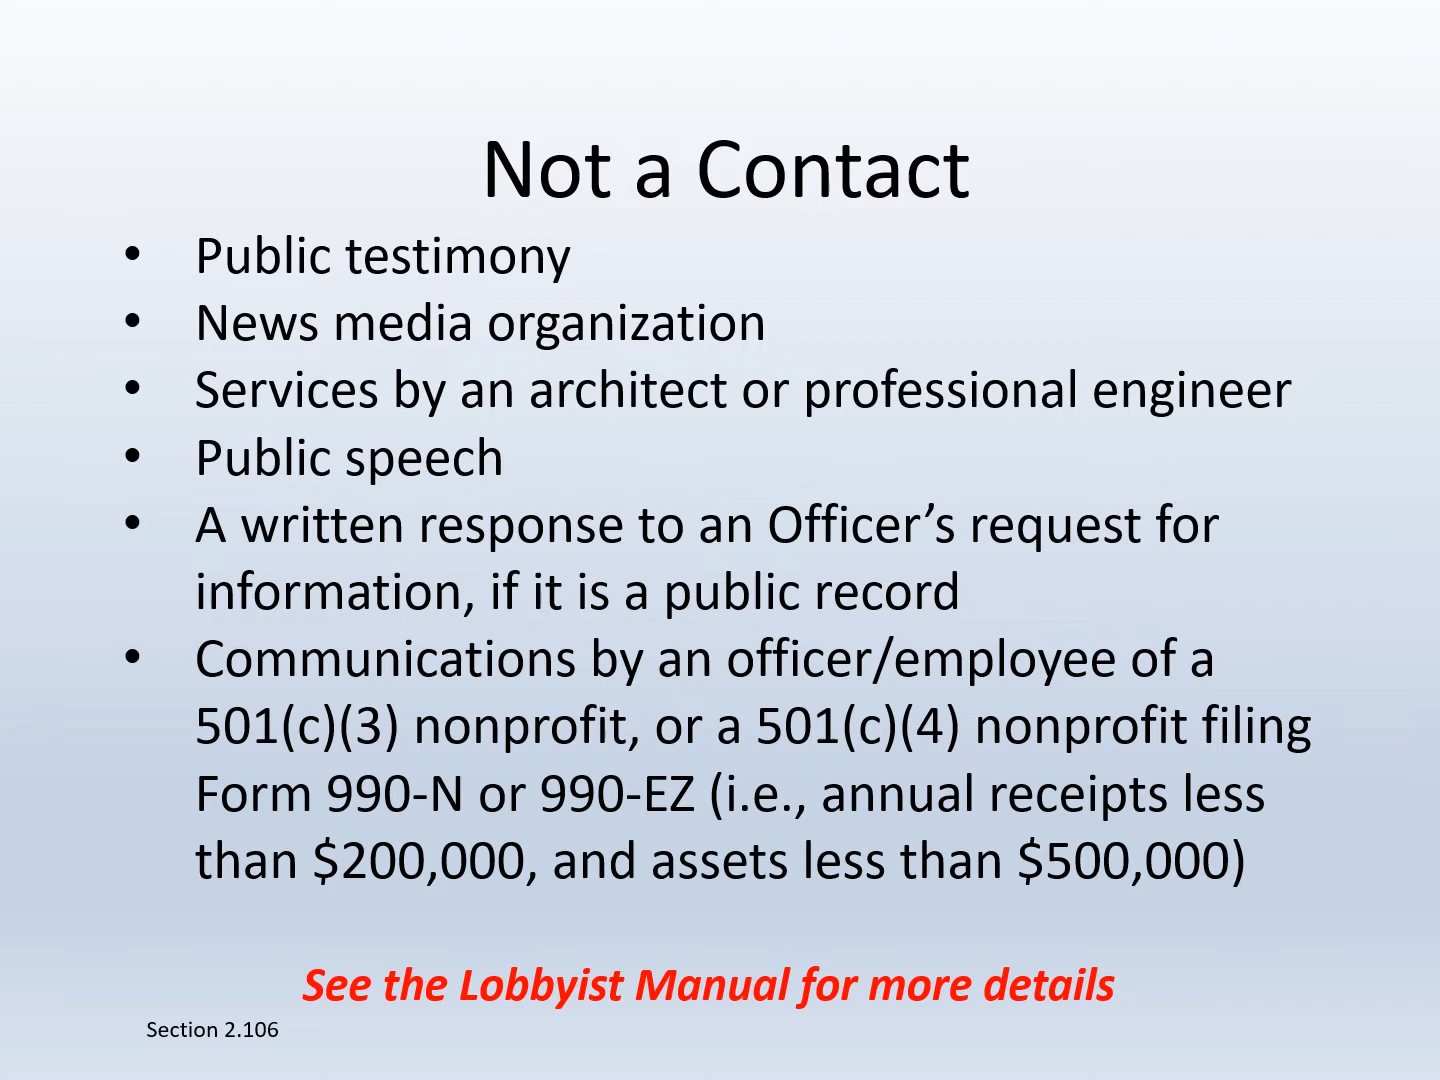 Not a Contact
• Public testimony
• News media organization
• Services by an architect or professional engineer
• Public speech
• A written response to an Officer’s request for
information, if it is a public record
• Communications by an officer/employee of a
501(c)(3) nonprofit, or a 501(c)(4) nonprofit filing
Form 990-N or 990-EZ (i.e., annual receipts less
than $200,000, and assets less than $500,000)
See the Lobbyist Manual for more details
Section 2.106